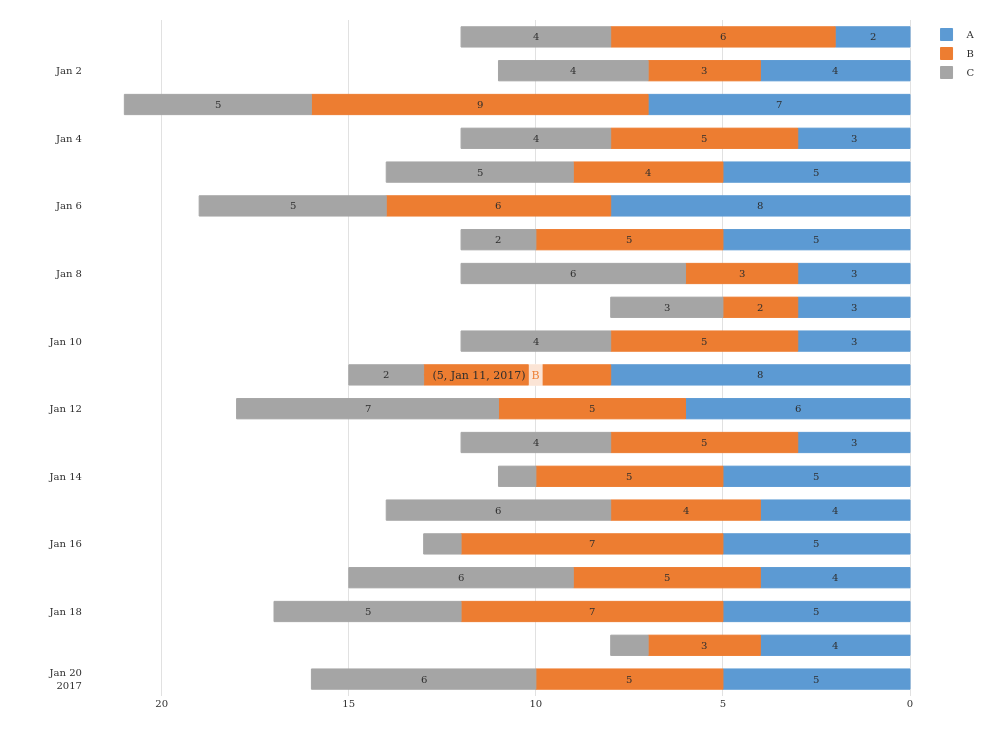 4 6 2 A
B
Jan 2 4 3 4 C
5 9 7
Jan 4 4 5 3
5 4 5
Jan 6 5 6 8
2 5 5
Jan 8 6 3 3
3 2 3
Jan 10 4 5 3
2 (5, Jan 11, 2017) B 8
Jan 12 7 5 6
4 5 3
Jan 14 5 5
6 4 4
Jan 16 7 5
6 5 4
Jan 18 5 7 5
3 4
Jan 20 6 5 5
2017
20 15 10 5 0